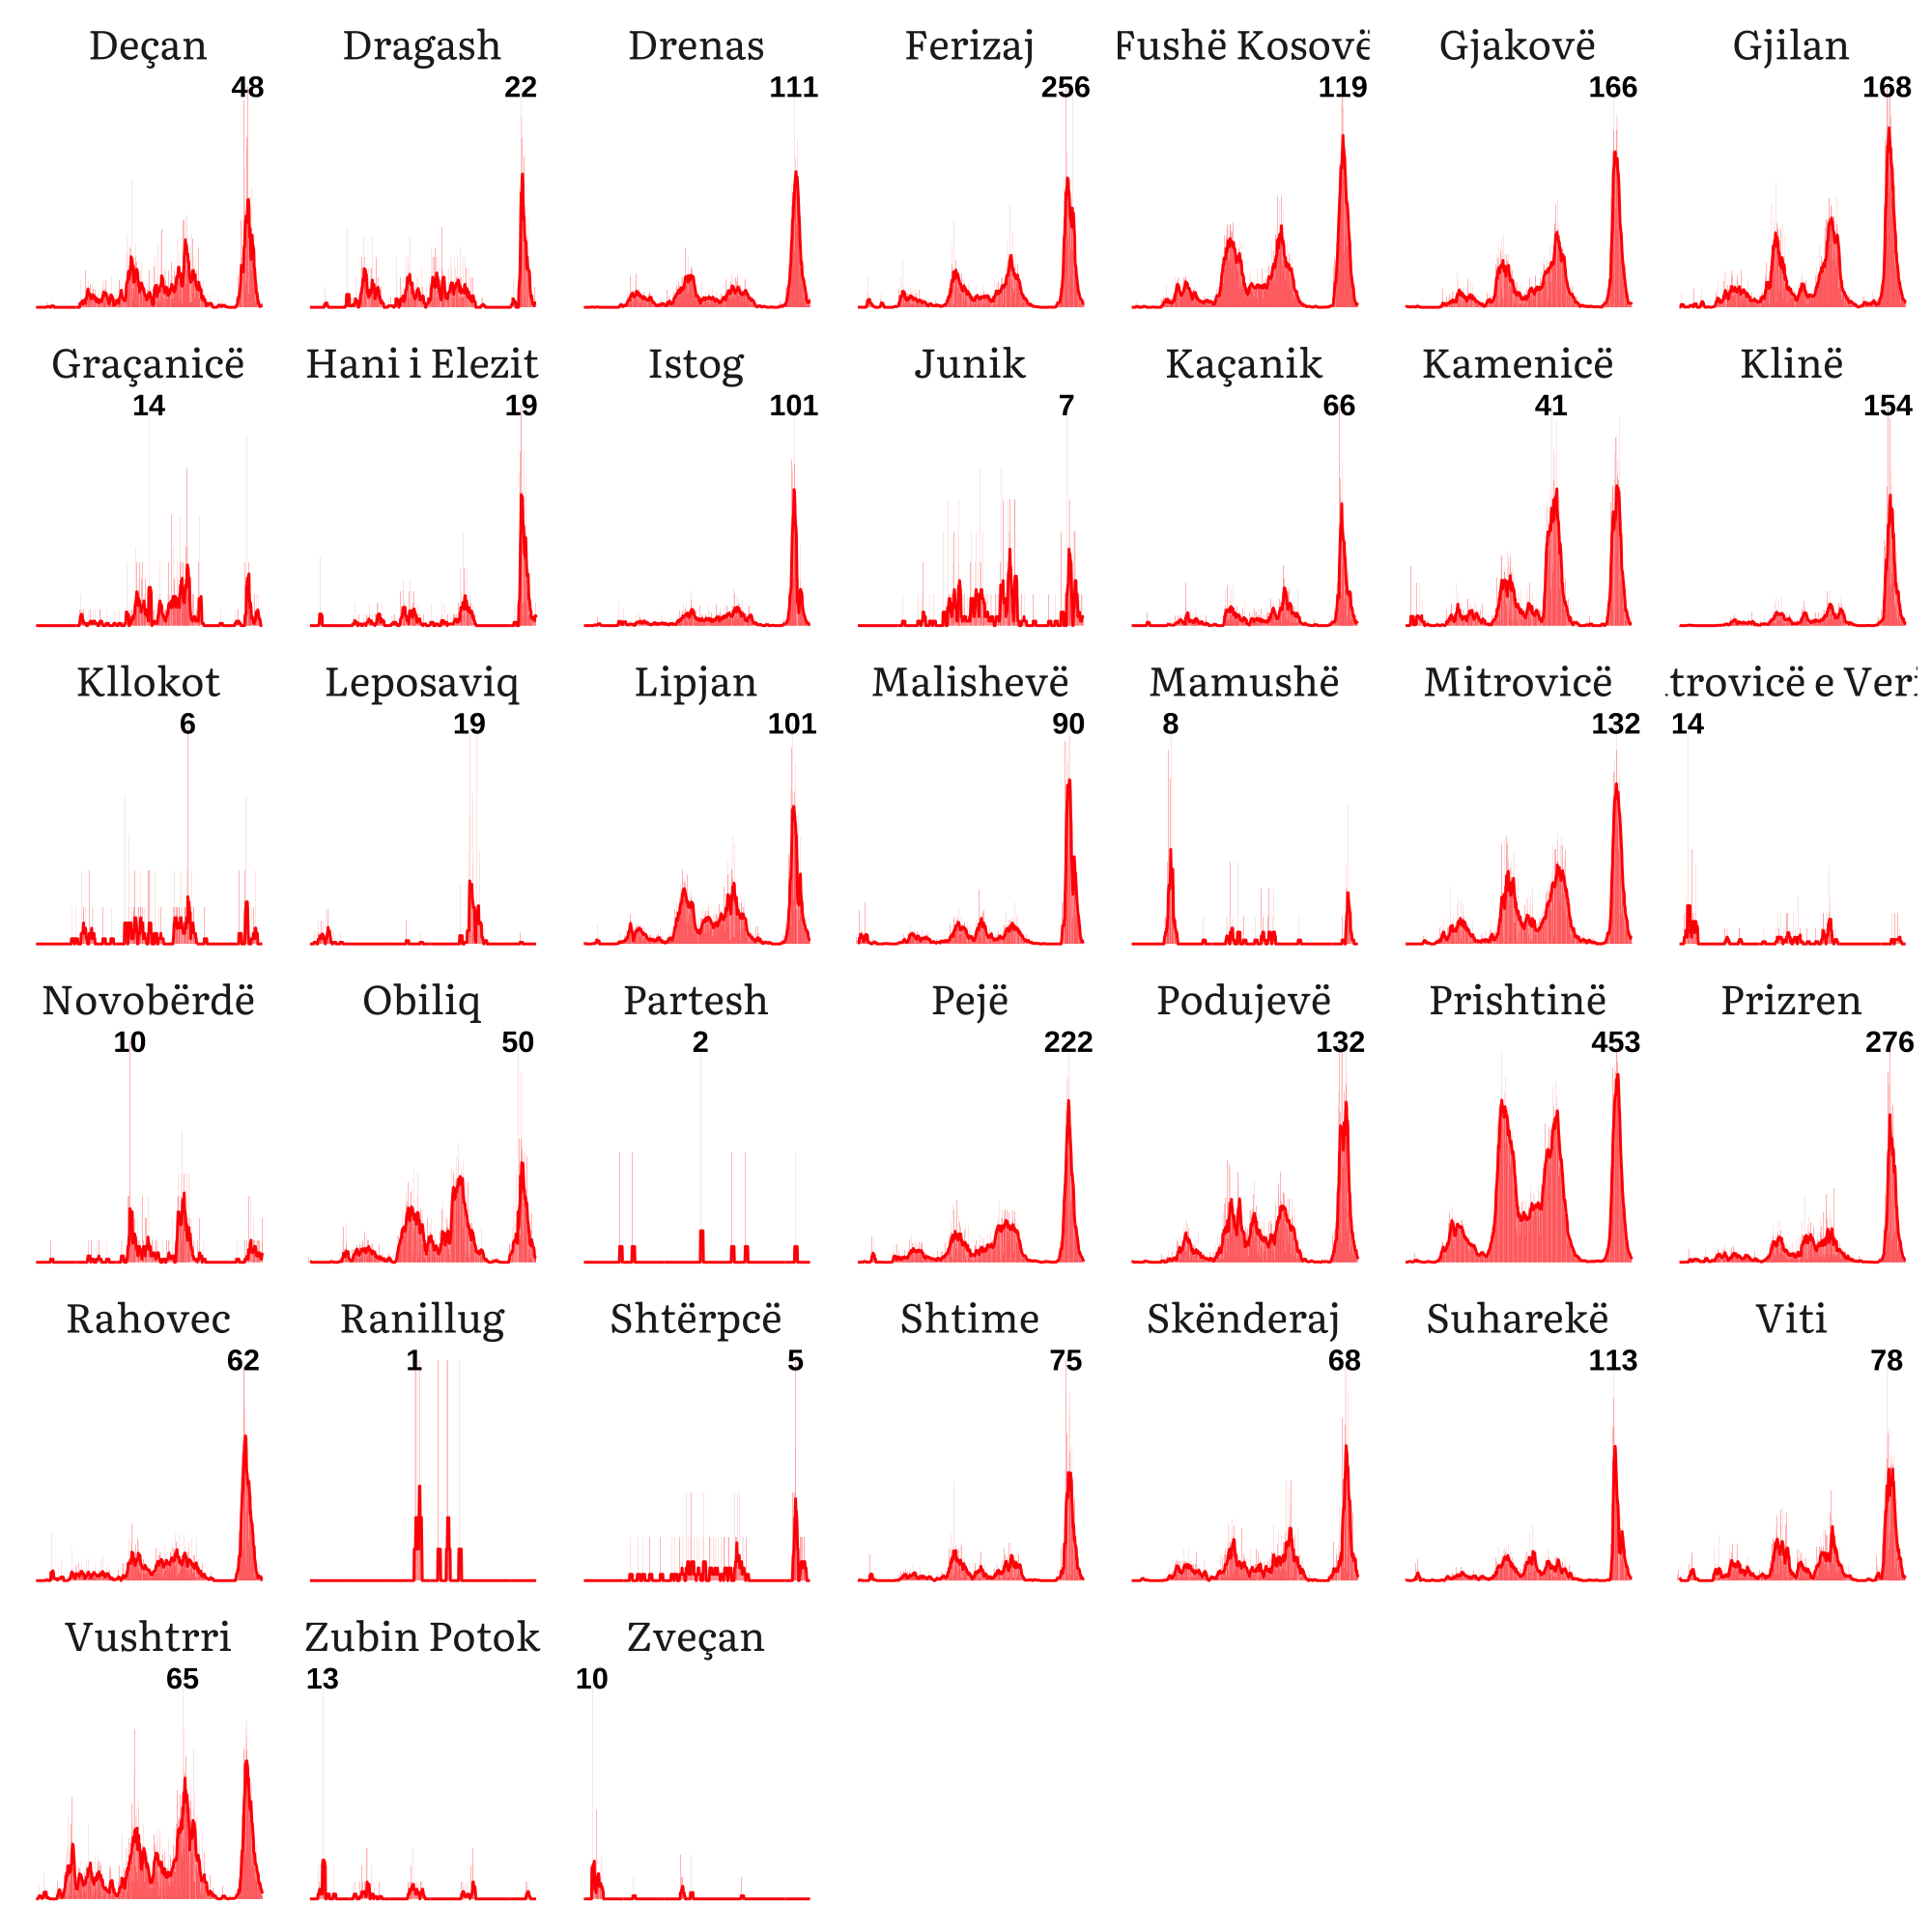 Deçan Dragash Drenas Ferizaj Fushë Kosovë Gjakovë Gjilan
48 22 111 256 119 166 168
Graçanicë Hani i Elezit Istog Junik Kaçanik Kamenicë Klinë
14 19 101 7 66 41 154
Kllokot Leposaviq Lipjan Malishevë Mamushë Mitrovicë trovicë e Veri
6 19 101 90 8 132 14
Novobërdë Obiliq Partesh Pejë Podujevë Prishtinë Prizren
10 50 2 222 132 453 276
Rahovec Ranillug Shtërpcë Shtime Skënderaj Suharekë Viti
62 1 5 75 68 113 78
Vushtrri Zubin Potok Zveçan
65 13 10